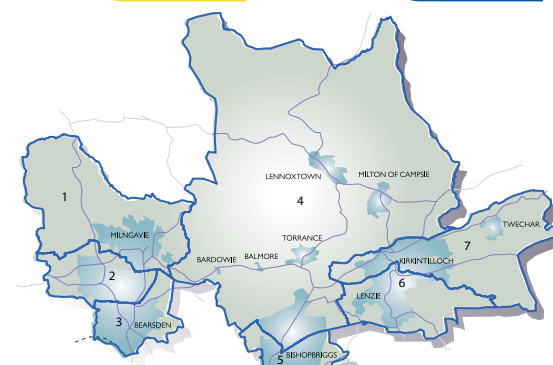 LENNOXTOWN
MILTON OF CAMPSIE
1
4
TWECHAR
MILNGAVIE
TORRANCE
7
BARDOWIE
BALMORE
KIRKINTILLOCH
2
6
LENZIE
3
BEARSDEN
5
BISHOPBRIGGS